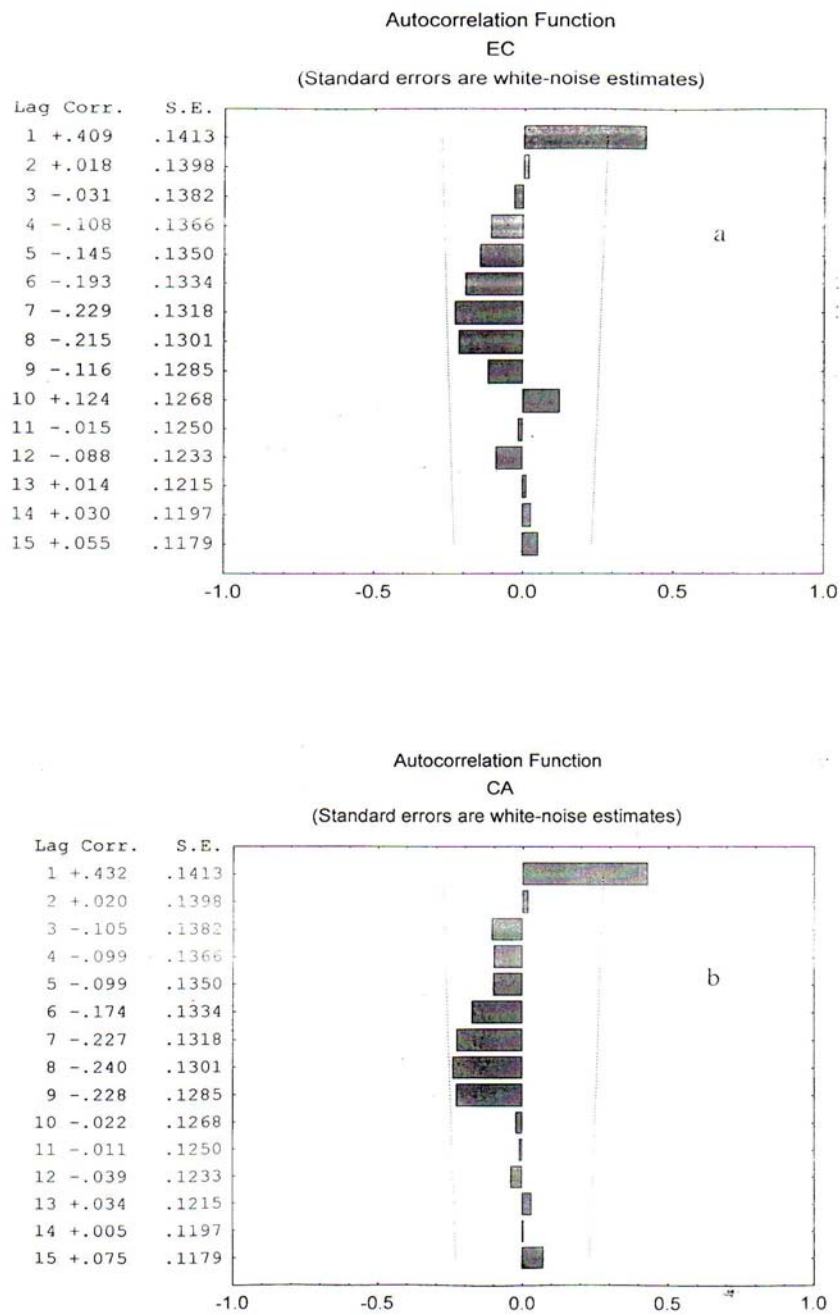 Autocorrelation Function
EC
(Standard errors are white-noise estimates)
Lag Corr. S.E.
1 +.409 .1413
2 +.018 .1398
3 -.031 .1382
4 -.108 .1366
5 -.145 .1350
6 -.193 .1334
7 -.229 .1318
8 -.215 .1301
9 -.116 .1285
10 +.124 .1268
11 -.015 .1250
12 -.088 .1233
13 +.014 .1215
14 +.030 .1197
15 +.055 .1179
a
-1.0 -0.5 0.0 0.5 1.0
Autocorrelation Function
CA
(Standard errors are white-noise estimates)
Lag Corr. S.E.
1 +.432 .1413
2 +.020 .1398
3 -.105 .1382
4 -.099 .1366
5 -.099 .1350
6 -.174 .1334
7 -.227 .1318
8 -.240 .1301
9 -.228 .1285
10 -.022 .1268
11 -.011 .1250
12 -.039 .1233
13 +.034 .1215
14 +.005 .1197
15 +.075 .1179
b
-1.0 -0.5 0.0 0.5 1.0